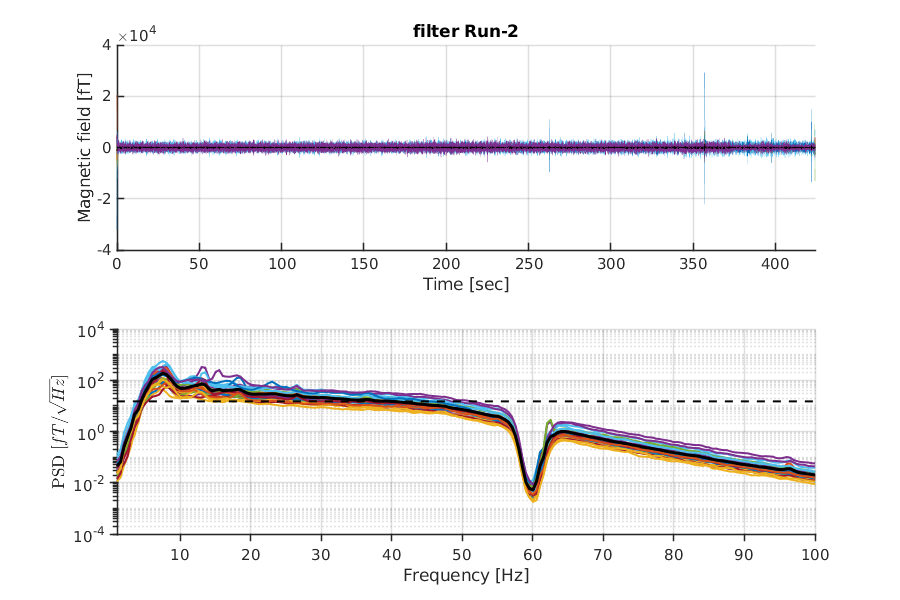 filter Run-2
×10^4
4
2
0
-2
-4
Magnetic field [fT]
0 50 100 150 200 250 300 350 400
Time [sec]
10^4
10^2
10^0
10^-2
10^-4
PSD [fT/√Hz]
10 20 30 40 50 60 70 80 90 100
Frequency [Hz]